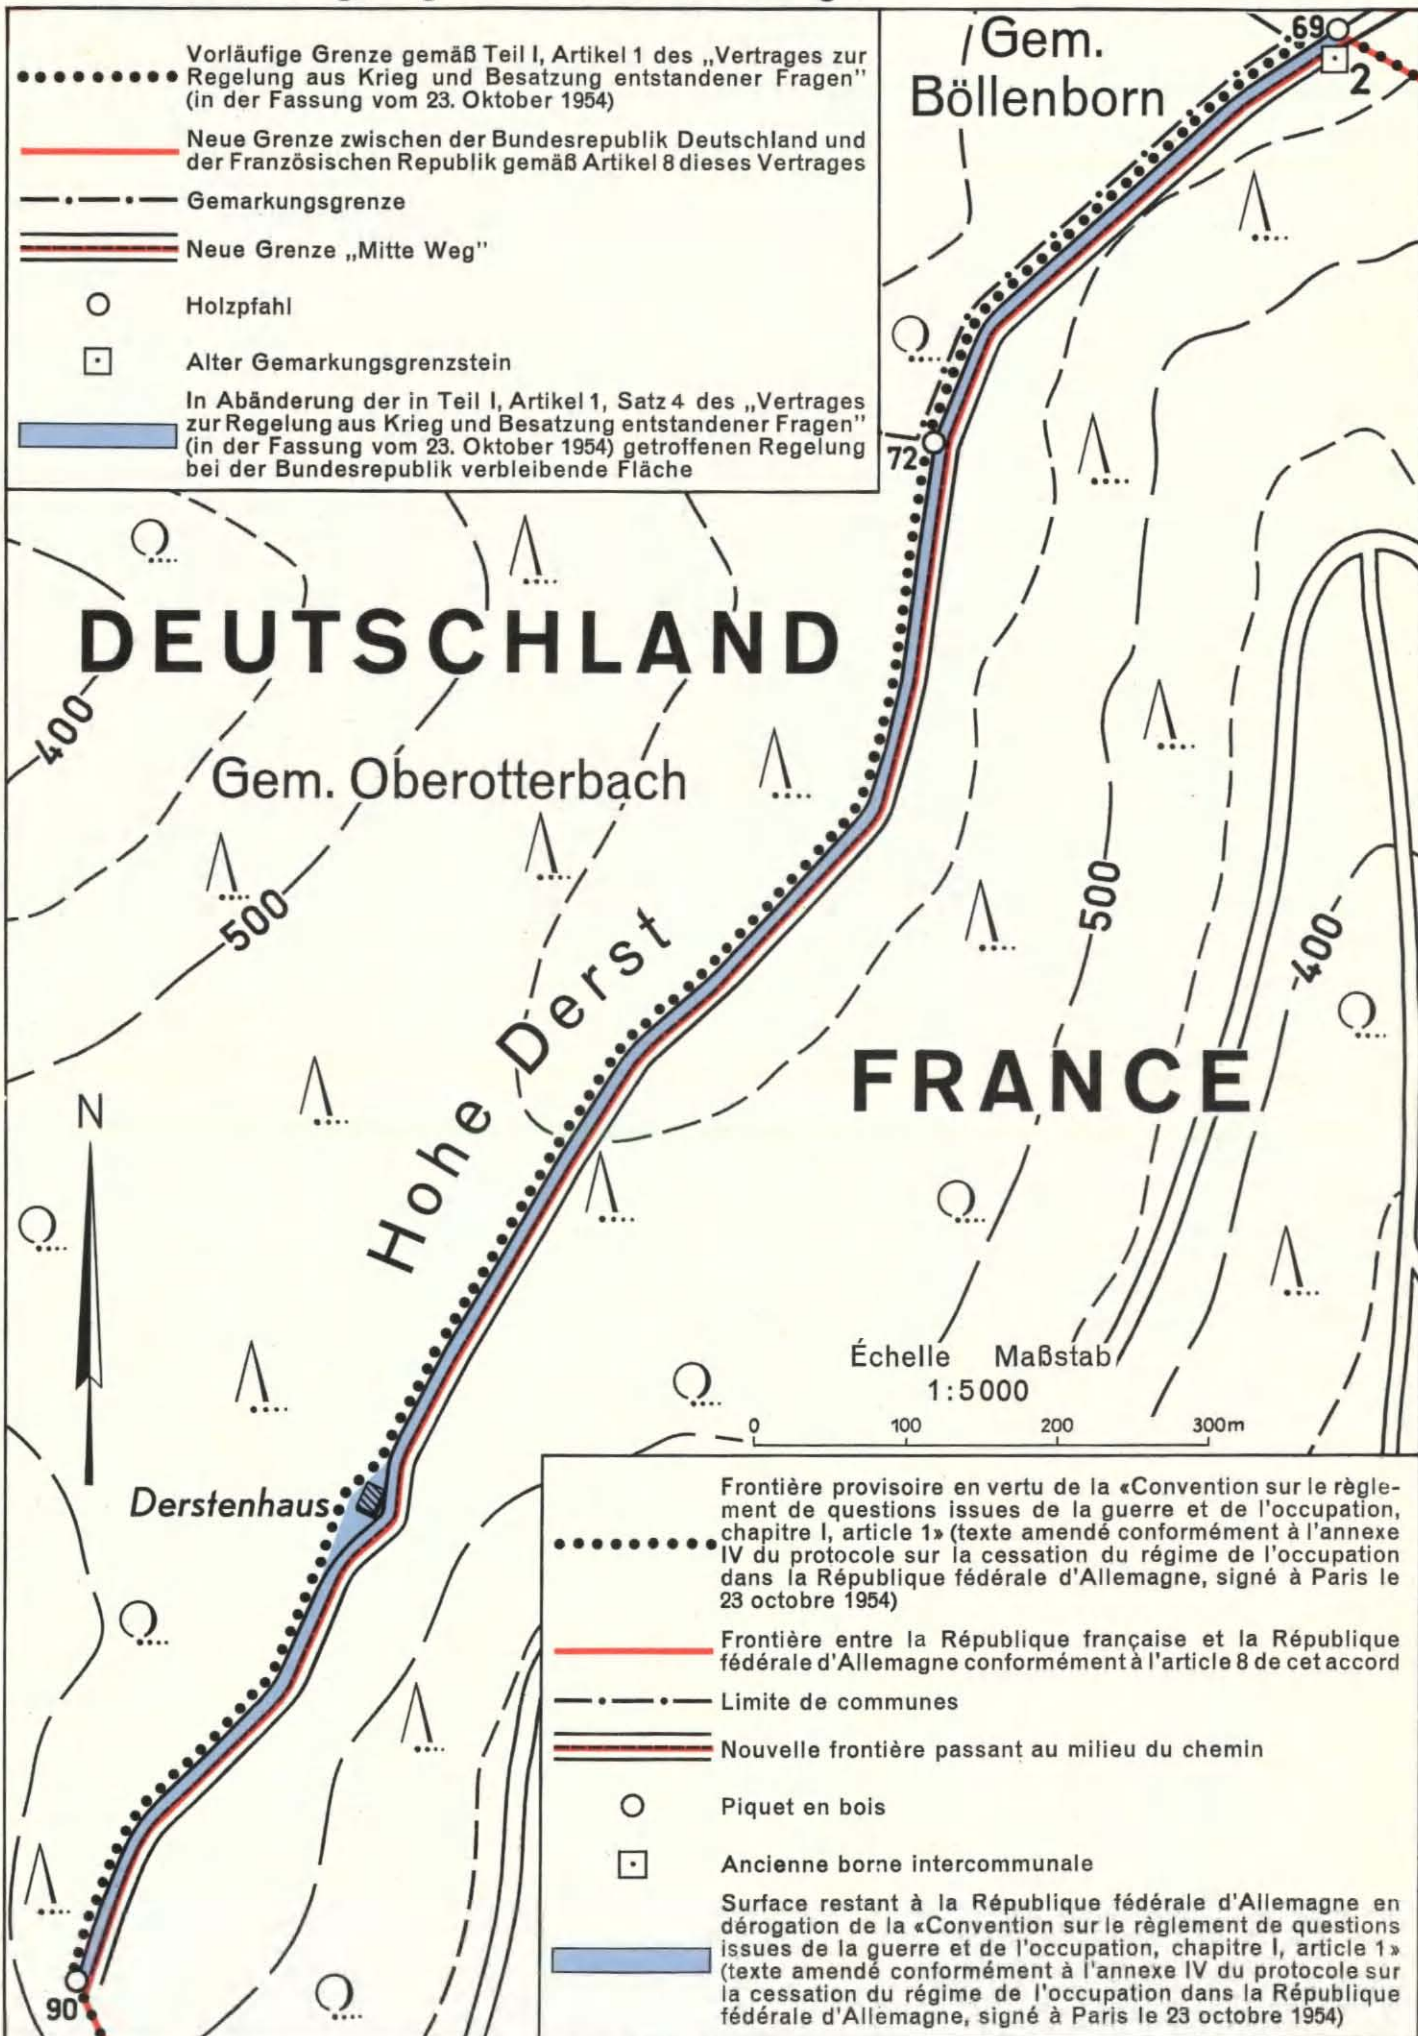 Vorläufige Grenze gemäß Teil I, Artikel 1 des „Vertrages zur
Regelung aus Krieg und Besatzung entstandener Fragen”
(in der Fassung vom 23. Oktober 1954)
Neue Grenze zwischen der Bundesrepublik Deutschland und
der Französischen Republik gemäß Artikel 8 dieses Vertrages
Gemarkungsgrenze
Neue Grenze „Mitte Weg”
Holzpfahl
Alter Gemarkungsgrenzstein
In Abänderung der in Teil I, Artikel 1, Satz 4 des „Vertrages
zur Regelung aus Krieg und Besatzung entstandener Fragen”
(in der Fassung vom 23. Oktober 1954) getroffenen Regelung
bei der Bundesrepublik verbleibende Fläche
Gem.
Böllenborn
69
2
72
DEUTSCHLAND
400
Gem. Oberotterbach
500
500
400
Hohe Derst
FRANCE
N
Échelle Maßstab
1:5000
0 100 200 300m
Derstenhaus
90
Frontière provisoire en vertu de la «Convention sur le règle-
ment de questions issues de la guerre et de l'occupation,
chapitre I, article 1» (texte amendé conformément à l'annexe
IV du protocole sur la cessation du régime de l'occupation
dans la République fédérale d'Allemagne, signé à Paris le
23 octobre 1954)
Frontière entre la République française et la République
fédérale d'Allemagne conformément à l'article 8 de cet accord
Limite de communes
Nouvelle frontière passant au milieu du chemin
Piquet en bois
Ancienne borne intercommunale
Surface restant à la République fédérale d'Allemagne en
dérogation de la «Convention sur le règlement de questions
issues de la guerre et de l'occupation, chapitre I, article 1»
(texte amendé conformément à l'annexe IV du protocole sur
la cessation du régime de l'occupation dans la République
fédérale d'Allemagne, signé à Paris le 23 octobre 1954)